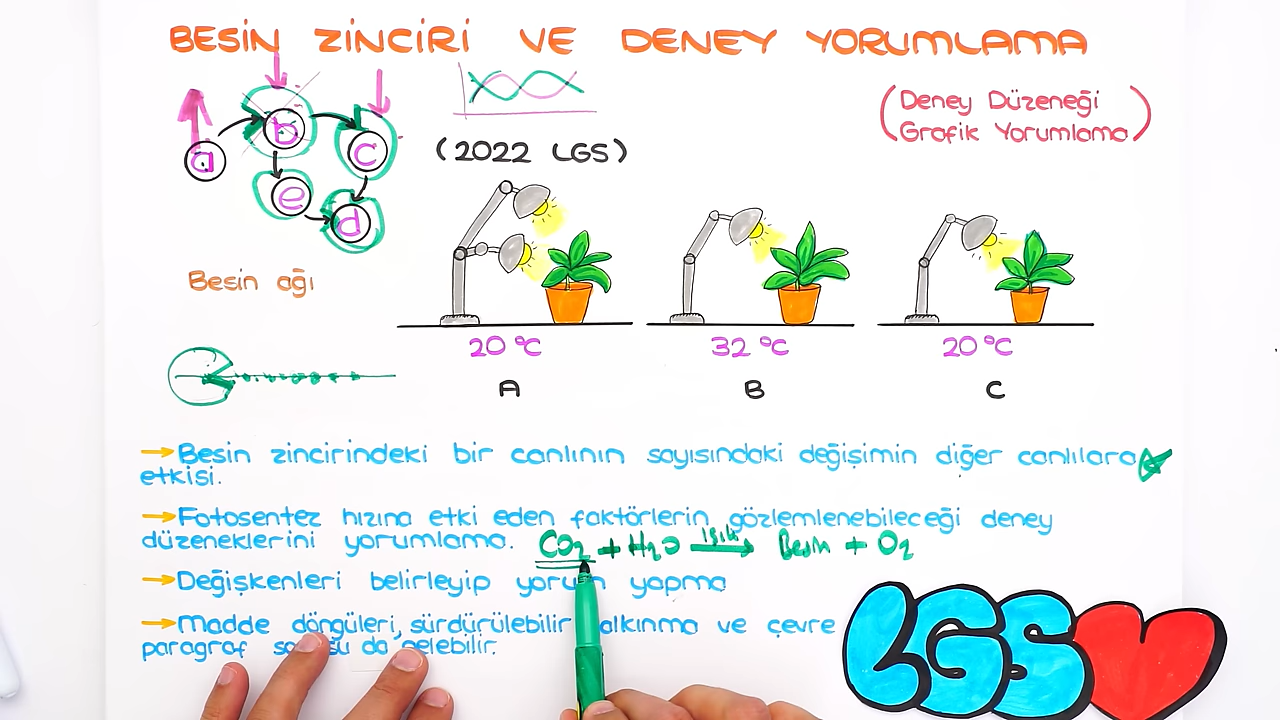 BESİN ZİNCİRİ VE DENEY YORUMLAMA
(Deney Düzeneği
Grafik Yorumlama)
a
b
c
e
d
(2022 LGS)
Besin ağı
20 °C
32 °C
20 °C
A
B
C
→Besin zincirindeki bir canlının sayısındaki değişimin diğer canlılara
etkisi.
→Fotosentez hızına etki eden faktörlerin gözlemlenebileceği deney
düzeneklerini yorumlama. CO2 + H2O ışık → Besin + O2
→Değişkenleri belirleyip yorum yapma
→Madde döngüleri, sürdürülebilir ve çevre
paragraf da gelebilir.
LGS